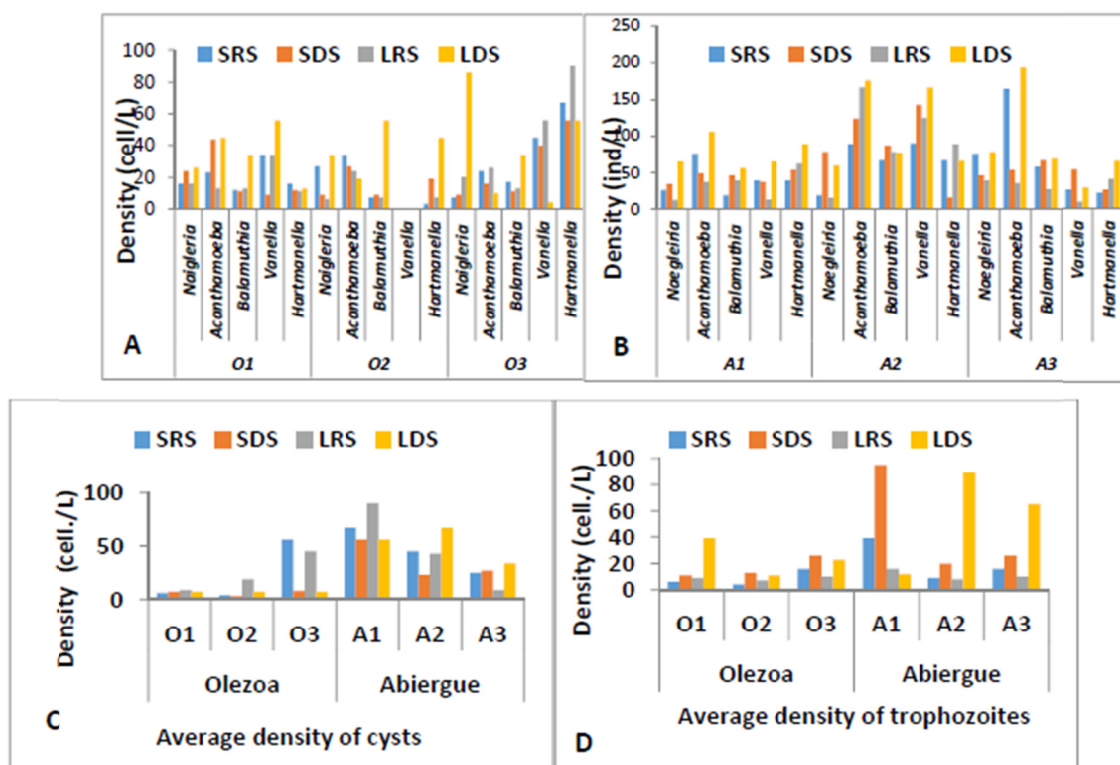 SRS SDS LRS LDS
Density (cell/L)
100
80
60
40
20
0
Naigleria Acanthamoeba Balamuthia Vanella Hartmanella Naigleria Acanthamoeba Balamuthia Vanella Hartmanella Naigleria Acanthamoeba Balamuthia Vanella Hartmanella
O1 O2 O3
A
SRS SDS LRS LDS
Density (ind/L)
250
200
150
100
50
0
Naegleiria Acanthamoeba Balamuthia Vanella Hartmanella Naegleiria Acanthamoeba Balamuthia Vanella Hartmanella Naegleiria Acanthamoeba Balamuthia Vanella Hartmanella
A1 A2 A3
B
SRS SDS LRS LDS
Density (cell./L)
100
50
0
O1 O2 O3 A1 A2 A3
Olezoa Abiergue
C
Average density of cysts
SRS SDS LRS LDS
Density (cell./L)
100
80
60
40
20
0
O1 O2 O3 A1 A2 A3
Olezoa Abiergue
Average density of trophozoites
D